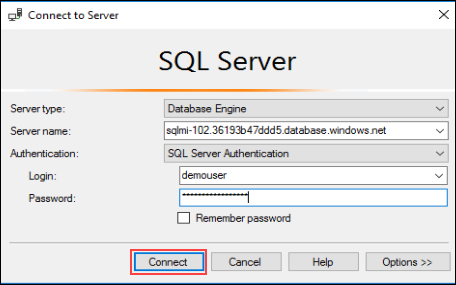 Connect to Server
SQL Server
Server type: Database Engine
Server name: sqlmi-102.36193b47ddd5.database.windows.net
Authentication: SQL Server Authentication
Login: demouser
Password: *****************
Remember password
Connect Cancel Help Options >>